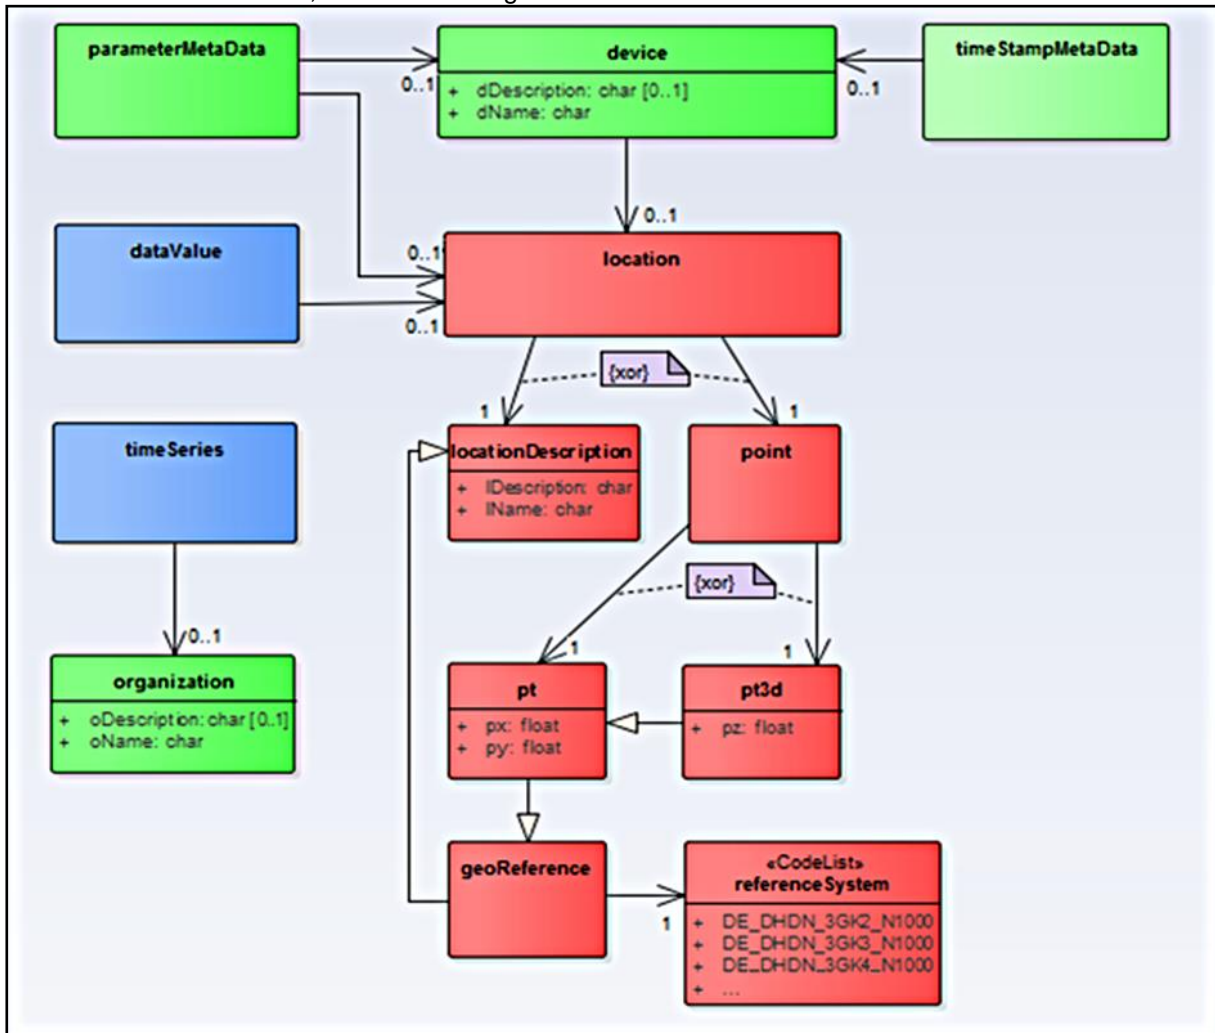 parameterMetaData
device
timeStampMetaData
0..1
+ dDescription: char [0..1]
+ dName: char
0..1
0..1
dataValue
0..1
location
0..1
{xor}
1
1
timeSeries
locationDescription
+ lDescription: char
+ lName: char
point
{xor}
0..1
1
1
organization
+ oDescription: char [0..1]
+ oName: char
pt
+ px: float
+ py: float
pt3d
+ pz: float
geoReference
1
«CodeList»
referenceSystem
+ DE_DHDN_3GK2_N1000
+ DE_DHDN_3GK3_N1000
+ DE_DHDN_3GK4_N1000
+ ...